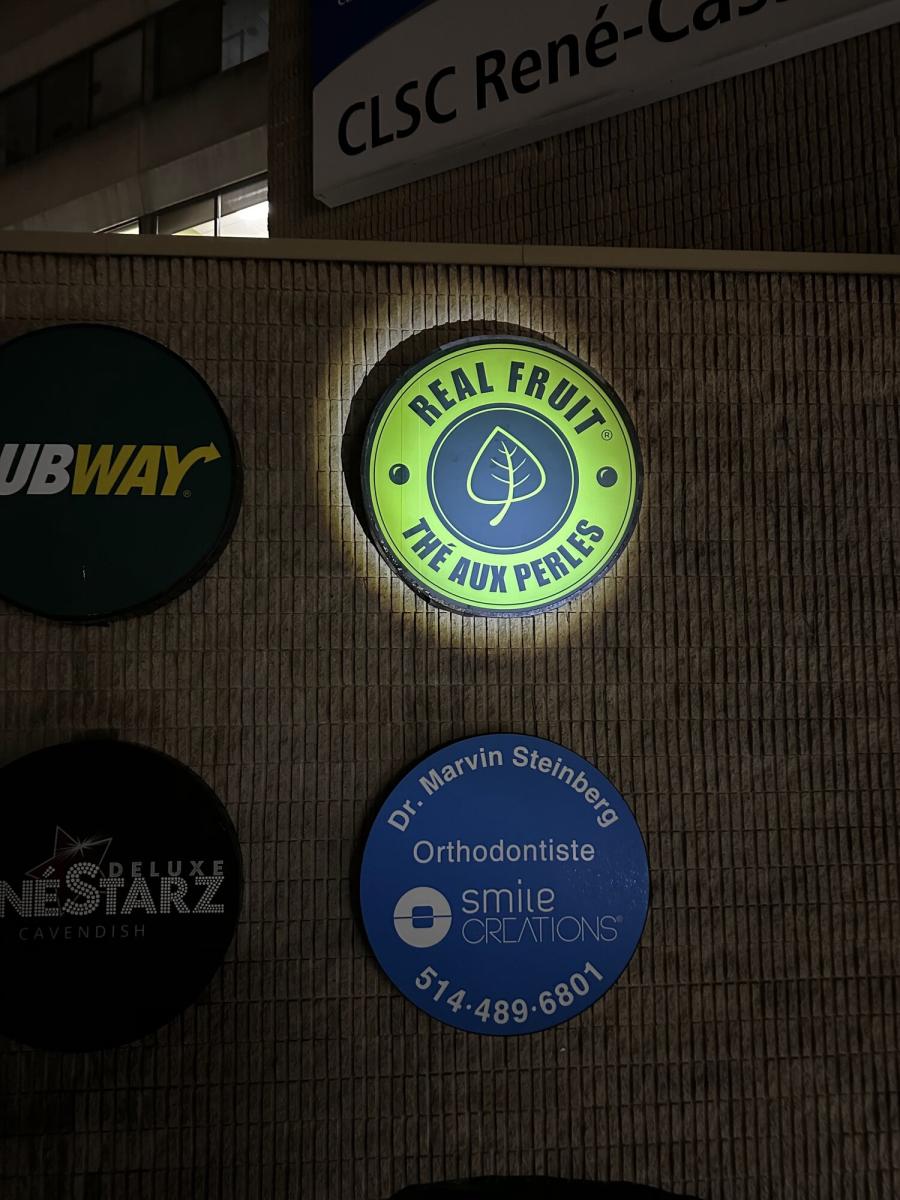 CLSC René-Cas
UBWAY
®
REAL FRUIT
®
THÉ AUX PERLES
DELUXE
NÉSTARZ
CAVENDISH
Dr. Marvin Steinberg
Orthodontiste
smile
CREATIONS®
514·489·6801